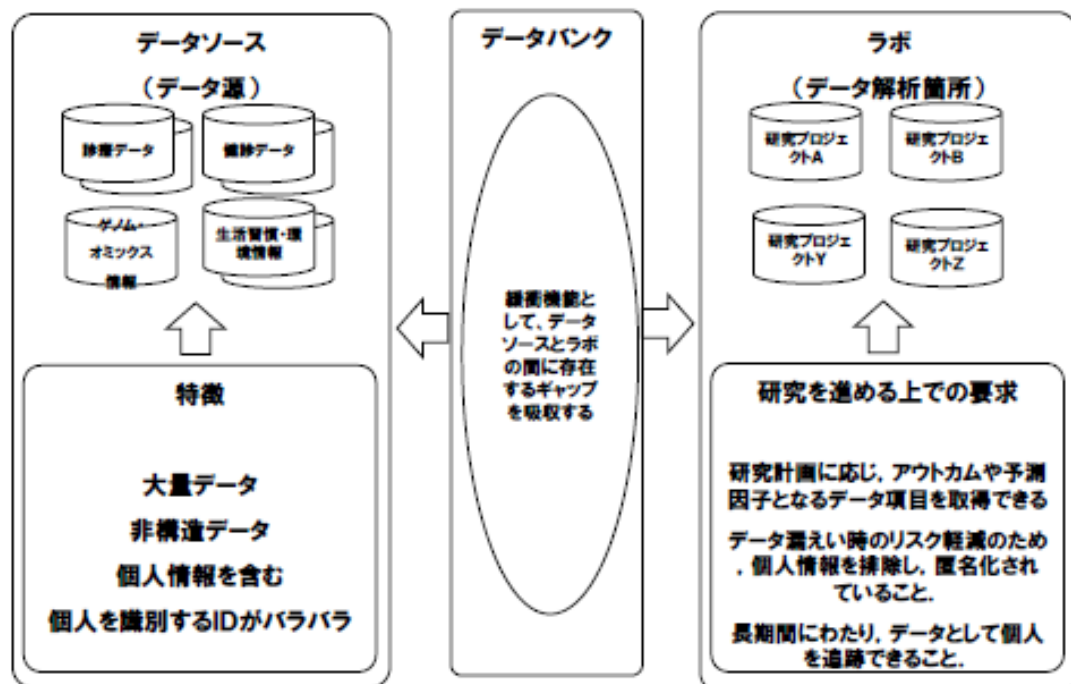 データソース
（データ源）
診療データ
健診データ
ゲノム・
オミックス
情報
生活習慣・環
境情報
特徴
大量データ
非構造データ
個人情報を含む
個人を識別するIDがバラバラ
データバンク
緩衝機能と
して、データ
ソースとラボ
の間に存在
するギャップ
を吸収する
ラボ
（データ解析箇所）
研究プロジェ
クトA
研究プロジェ
クトB
研究プロジェ
クトY
研究プロジェ
クトZ
研究を進める上での要求
研究計画に応じ，アウトカムや予測
因子となるデータ項目を取得できる
データ漏えい時のリスク軽減のため
，個人情報を排除し，匿名化され
ていること．
長期間にわたり，データとして個人
を追跡できること．